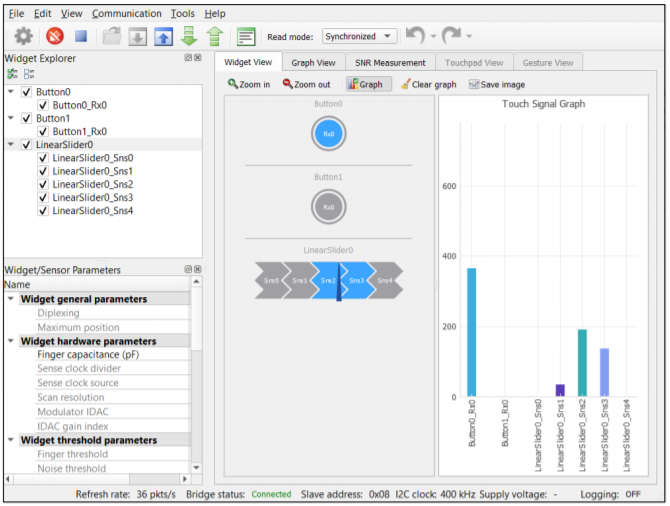 File Edit View Communication Tools Help
Read mode: Synchronized
Widget Explorer
Button0
Button0_Rx0
Button1
Button1_Rx0
LinearSlider0
LinearSlider0_Sns0
LinearSlider0_Sns1
LinearSlider0_Sns2
LinearSlider0_Sns3
LinearSlider0_Sns4
Widget/Sensor Parameters
Name
Widget general parameters
Diplexing
Maximum position
Widget hardware parameters
Finger capacitance (pF)
Sense clock divider
Sense clock source
Scan resolution
Modulator IDAC
IDAC gain index
Widget threshold parameters
Finger threshold
Noise threshold
Widget View Graph View SNR Measurement Touchpad View Gesture View
Zoom in Zoom out Graph Clear graph Save image
Button0
Rx0
Button1
Rx0
LinearSlider0
Sns0 Sns1 Sns2 Sns3 Sns4
Touch Signal Graph
600
400
200
0
Button0_Rx0
Button1_Rx0
LinearSlider0_Sns0
LinearSlider0_Sns1
LinearSlider0_Sns2
LinearSlider0_Sns3
LinearSlider0_Sns4
Refresh rate: 36 pkts/s Bridge status: Connected Slave address: 0x08 I2C clock: 400 kHz Supply voltage: - Logging: OFF